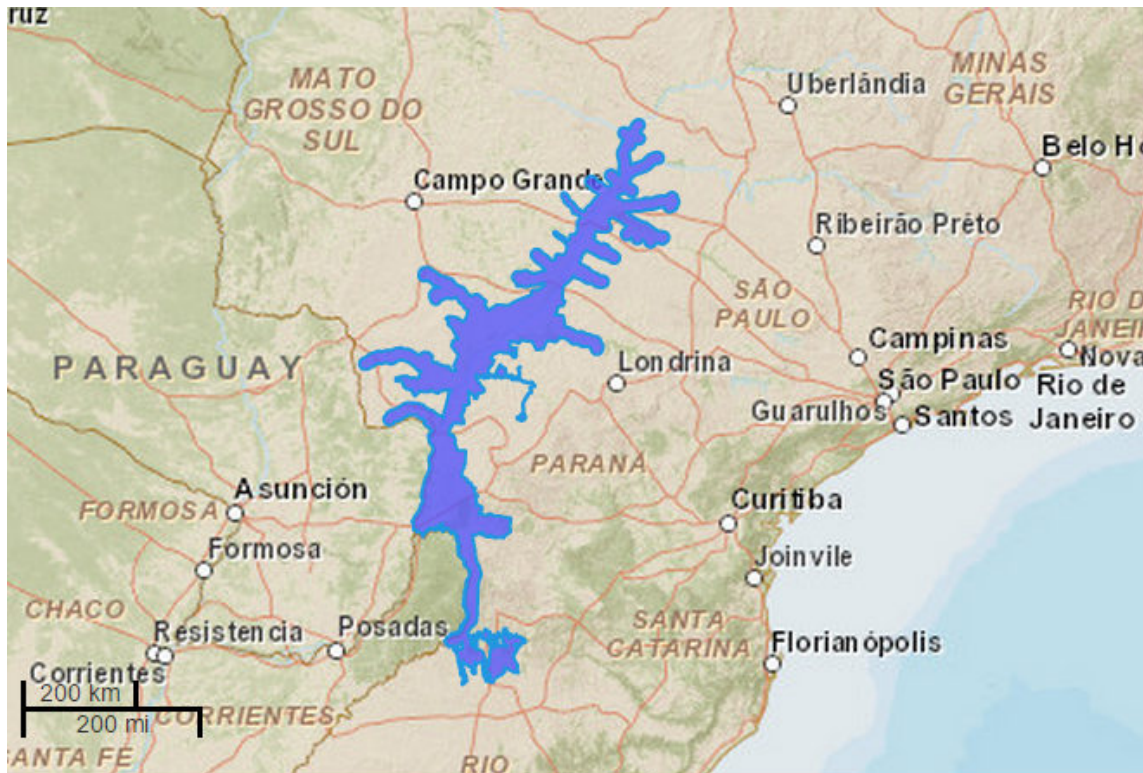 ruz
MATO
GROSSO DO
SUL
MINAS
GERAIS
Uberlândia
Belo Ho
Campo Grande
Ribeirão Prêto
SÃO
PAULO
RIO D
JANEI
PARAGUAY
Londrina
Campinas
Nova
São Paulo
Rio de
Janeiro
Guarulhos
Santos
PARANÁ
Asunción
FORMOSA
Curitiba
Formosa
Joinvile
CHACO
Resistencia
Posadas
SANTA
CATARINA
Florianópolis
Corrientes
200 km
200 mi
CORRIENTES
SANTA FE
RIO